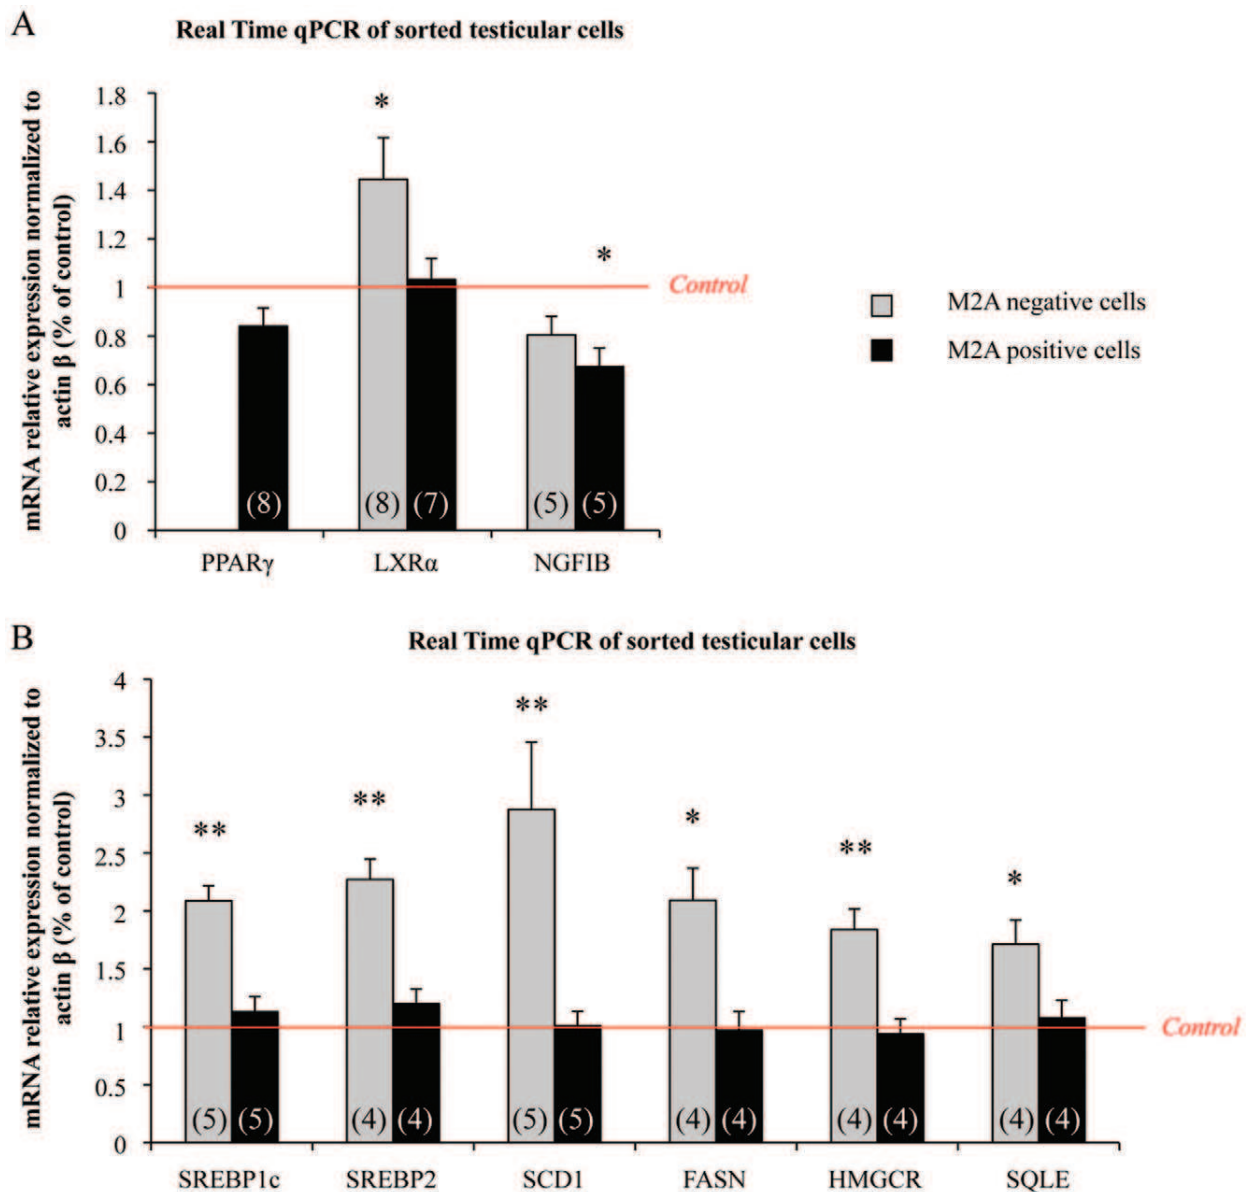 A
Real Time qPCR of sorted testicular cells
mRNA relative expression normalized to
actin β (% of control)
1.8
1.6
1.4
1.2
1
0.8
0.6
0.4
0.2
0
*
*
Control
(8)
(8)
(7)
(5)
(5)
PPARγ
LXRα
NGFIB
M2A negative cells
M2A positive cells
B
Real Time qPCR of sorted testicular cells
mRNA relative expression normalized to
actin β (% of control)
4
3.5
3
2.5
2
1.5
1
0.5
0
**
**
**
*
**
*
Control
(5)
(5)
(4)
(4)
(5)
(5)
(4)
(4)
(4)
(4)
(4)
(4)
SREBP1c
SREBP2
SCD1
FASN
HMGCR
SQLE